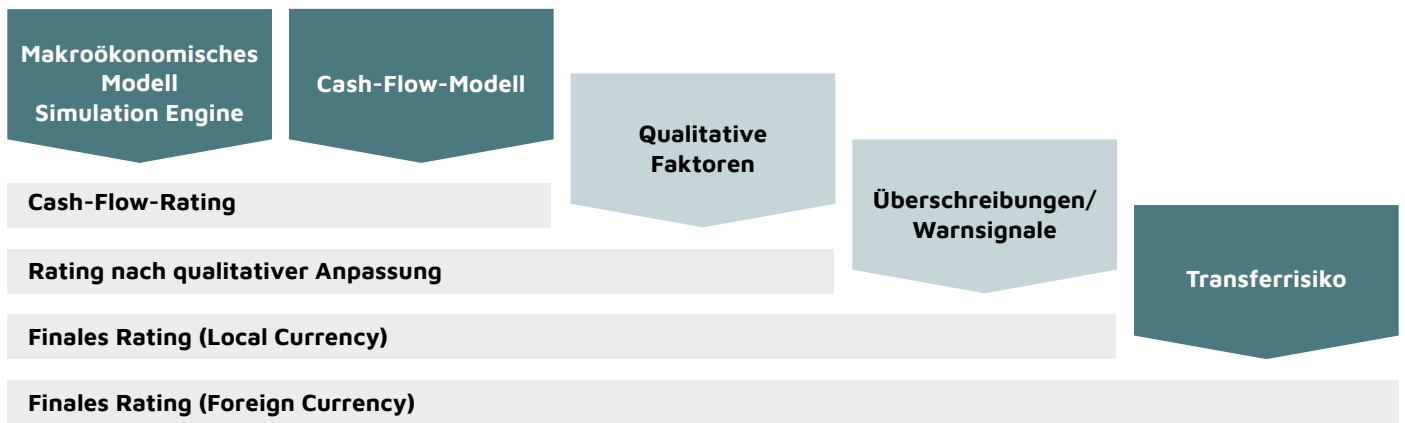 Makroökonomisches
Modell
Simulation Engine
Cash-Flow-Modell
Qualitative
Faktoren
Überschreibungen/
Warnsignale
Transferrisiko
Cash-Flow-Rating
Rating nach qualitativer Anpassung
Finales Rating (Local Currency)
Finales Rating (Foreign Currency)